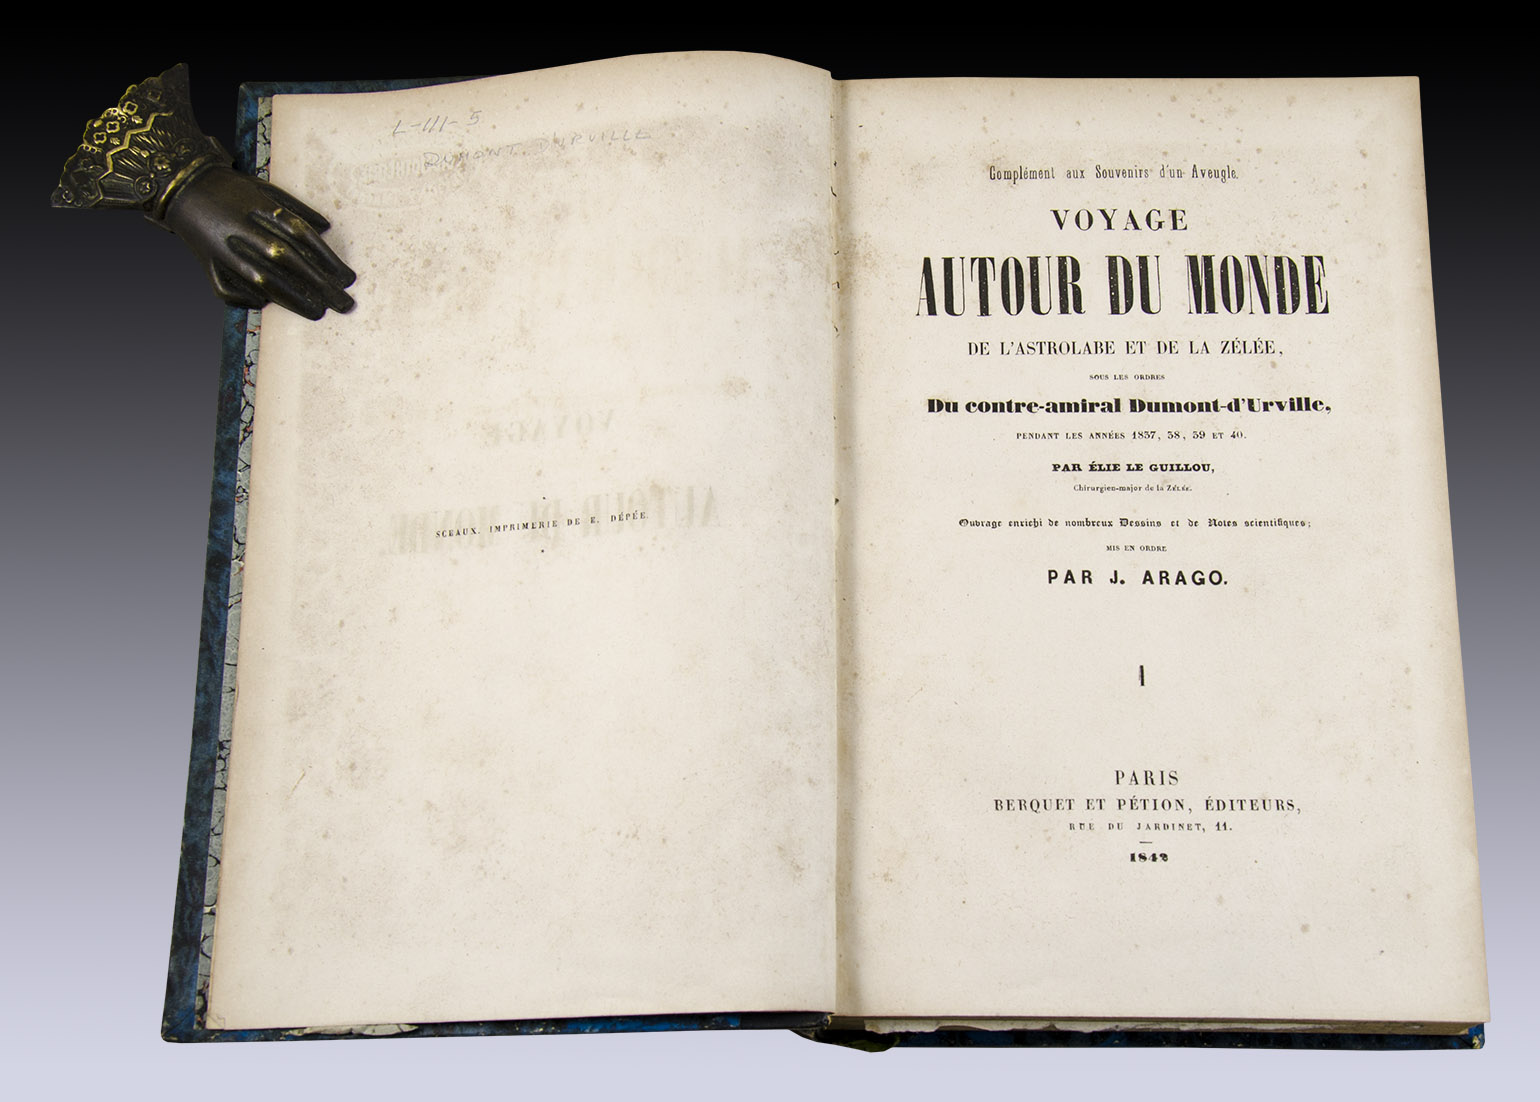 L-III-5
DUMONT. DURVILLE
SCEAUX. IMPRIMERIE DE E. DÉPÉE.
Complément aux Souvenirs d'un Aveugle.
VOYAGE
AUTOUR DU MONDE
DE L'ASTROLABE ET DE LA ZÉLÉE,
SOUS LES ORDRES
Du contre-amiral Dumont-d'Urville,
PENDANT LES ANNÉES 1837, 38, 39 ET 40.
PAR ÉLIE LE GUILLOU,
Chirurgien-major de la ZÉLÉE.
Ouvrage enrichi de nombreux Dessins et de Notes scientifiques;
MIS EN ORDRE
PAR J. ARAGO.
I
PARIS
BERQUET ET PÉTION, ÉDITEURS,
RUE DU JARDINET, 11.
1842